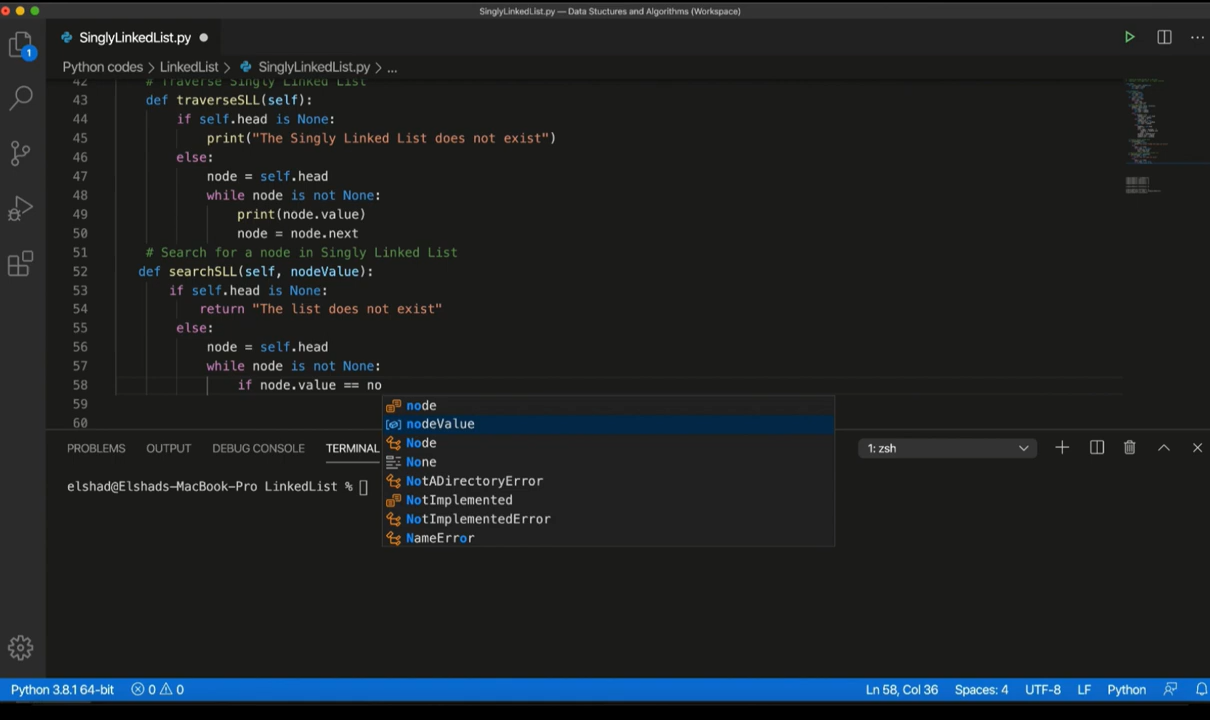 SinglyLinkedList.py — Data Stuctures and Algorithms (Workspace)
SinglyLinkedList.py
1
Python codes > LinkedList > SinglyLinkedList.py > ...
42 # Traverse Singly Linked List
43 def traverseSLL(self):
44 if self.head is None:
45 print("The Singly Linked List does not exist")
46 else:
47 node = self.head
48 while node is not None:
49 print(node.value)
50 node = node.next
51 # Search for a node in Singly Linked List
52 def searchSLL(self, nodeValue):
53 if self.head is None:
54 return "The list does not exist"
55 else:
56 node = self.head
57 while node is not None:
58 if node.value == no
59
60
node
nodeValue
Node
None
NotADirectoryError
NotImplemented
NotImplementedError
NameError
PROBLEMS OUTPUT DEBUG CONSOLE TERMINAL 1: zsh
elshad@Elshads-MacBook-Pro LinkedList %
Python 3.8.1 64-bit 0 0 Ln 58, Col 36 Spaces: 4 UTF-8 LF Python